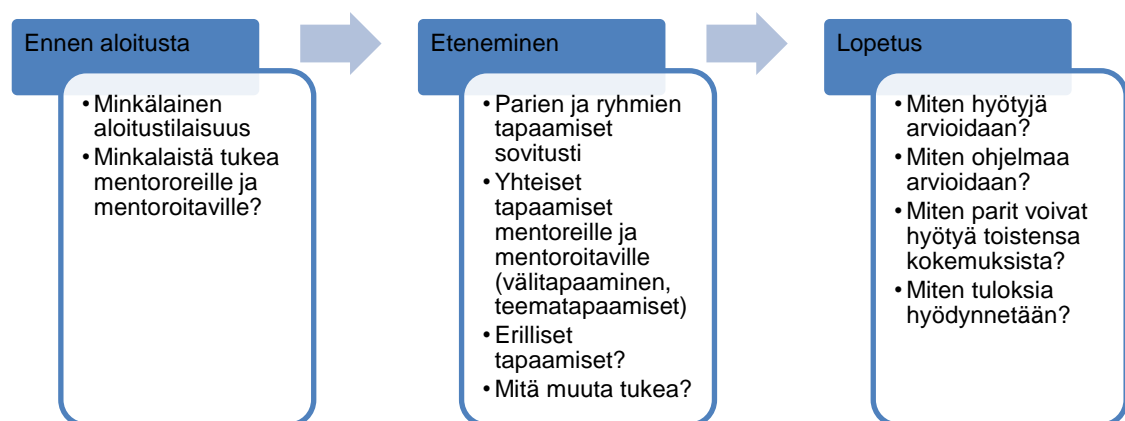 Ennen aloitusta
• Minkälainen
aloitustilaisuus
• Minkalaistä tukea
mentororeille ja
mentoroitaville?
Eteneminen
• Parien ja ryhmien
tapaamiset
sovitusti
• Yhteiset
tapaamiset
mentoreille ja
mentoroitaville
(välitapaaminen,
teematapaamiset)
• Erilliset
tapaamiset?
• Mitä muuta tukea?
Lopetus
• Miten hyötyjä
arvioidaan?
• Miten ohjelmaa
arvioidaan?
• Miten parit voivat
hyötyä toistensa
kokemuksista?
• Miten tuloksia
hyödynnetään?